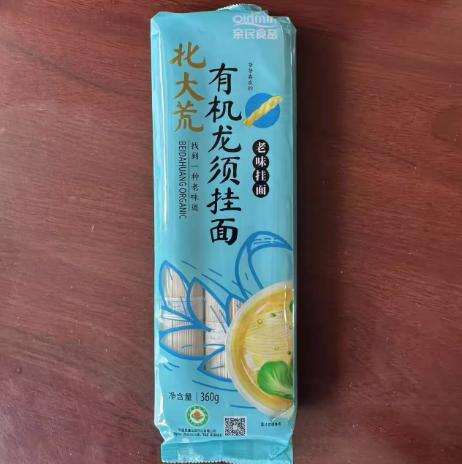 Qinmin
亲民食品
北大荒
有机龙须挂面
老味挂面
找到一种老味道
BEIDAHUANG ORGANIC
净含量 360g